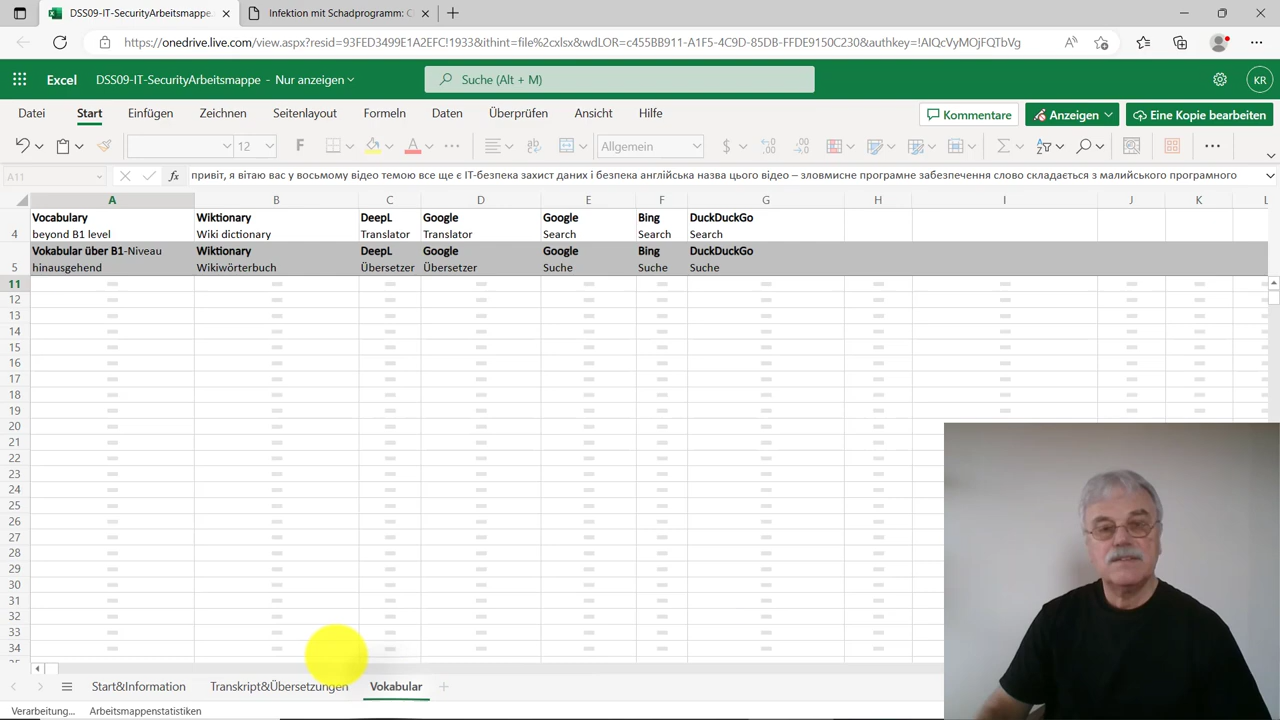 DSS09-IT-SecurityArbeitsmappe.
Infektion mit Schadprogramm: C
https://onedrive.live.com/view.aspx?resid=93FED3499E1A2EFC!1933&ithint=file%2cxlsx&wdLOR=c455BB911-A1F5-4C9D-85DB-FFDE9150C230&authkey=!AIQcVyMOjFQTbVg
Excel
DSS09-IT-SecurityArbeitsmappe - Nur anzeigen
Suche (Alt + M)
KR
Datei Start Einfügen Zeichnen Seitenlayout Formeln Daten Überprüfen Ansicht Hilfe
Kommentare Anzeigen Eine Kopie bearbeiten
12 F A ab Allgemein $
A11 fx привіт, я вітаю вас у восьмому відео темою все ще є ІТ-безпека захист даних і безпека англійська назва цього відео – зловмисне програмне забезпечення слово складається з малийського програмного
A B C D E F G H I J K L
Vocabulary Wiktionary DeepL Google Google Bing DuckDuckGo
4 beyond B1 level Wiki dictionary Translator Translator Search Search Search
Vokabular über B1-Niveau Wiktionary DeepL Google Google Bing DuckDuckGo
5 hinausgehend Wikiwörterbuch Übersetzer Übersetzer Suche Suche Suche
11
12
13
14
15
16
17
18
19
20
21
22
23
24
25
26
27
28
29
30
31
32
33
34
Start&Information Transkript&Übersetzungen Vokabular
Verarbeitung... Arbeitsmappenstatistiken